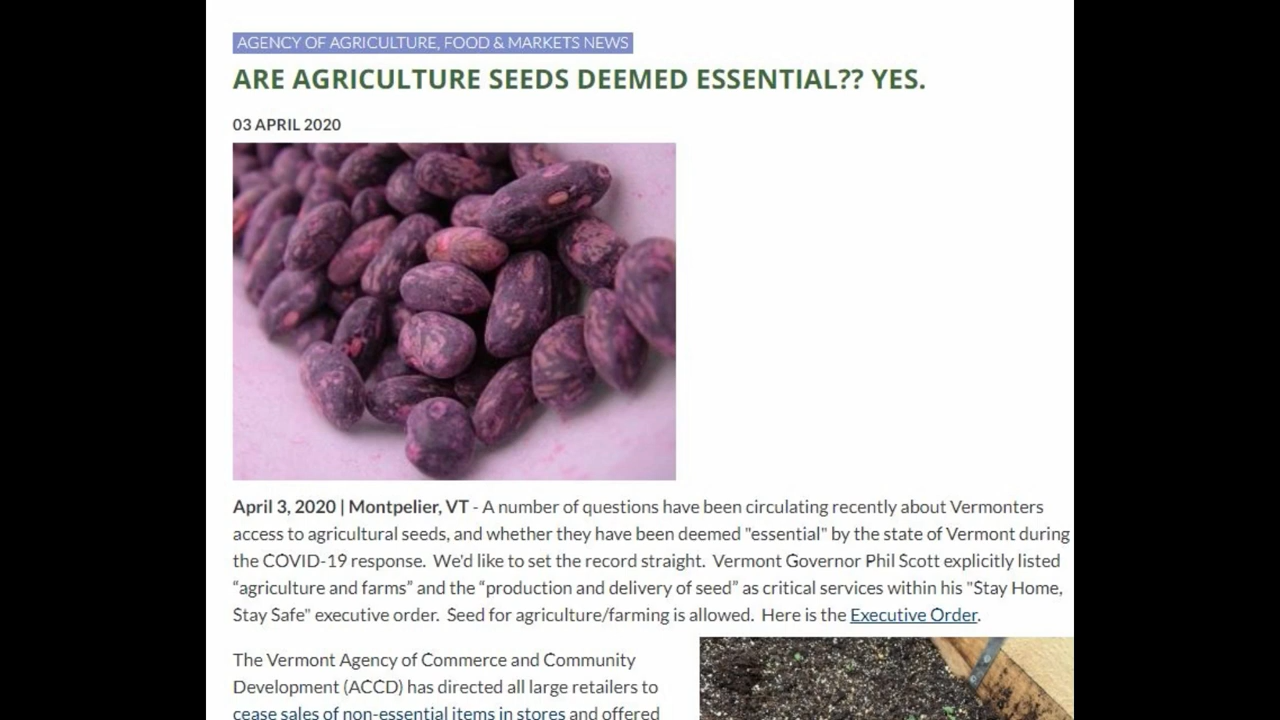 AGENCY OF AGRICULTURE, FOOD & MARKETS NEWS
ARE AGRICULTURE SEEDS DEEMED ESSENTIAL?? YES.
03 APRIL 2020
April 3, 2020 | Montpelier, VT - A number of questions have been circulating recently about Vermonters
access to agricultural seeds, and whether they have been deemed "essential" by the state of Vermont during
the COVID-19 response.  We'd like to set the record straight.  Vermont Governor Phil Scott explicitly listed
“agriculture and farms” and the “production and delivery of seed” as critical services within his "Stay Home,
Stay Safe" executive order.  Seed for agriculture/farming is allowed.  Here is the Executive Order.
The Vermont Agency of Commerce and Community
Development (ACCD) has directed all large retailers to
cease sales of non-essential items in stores and offered